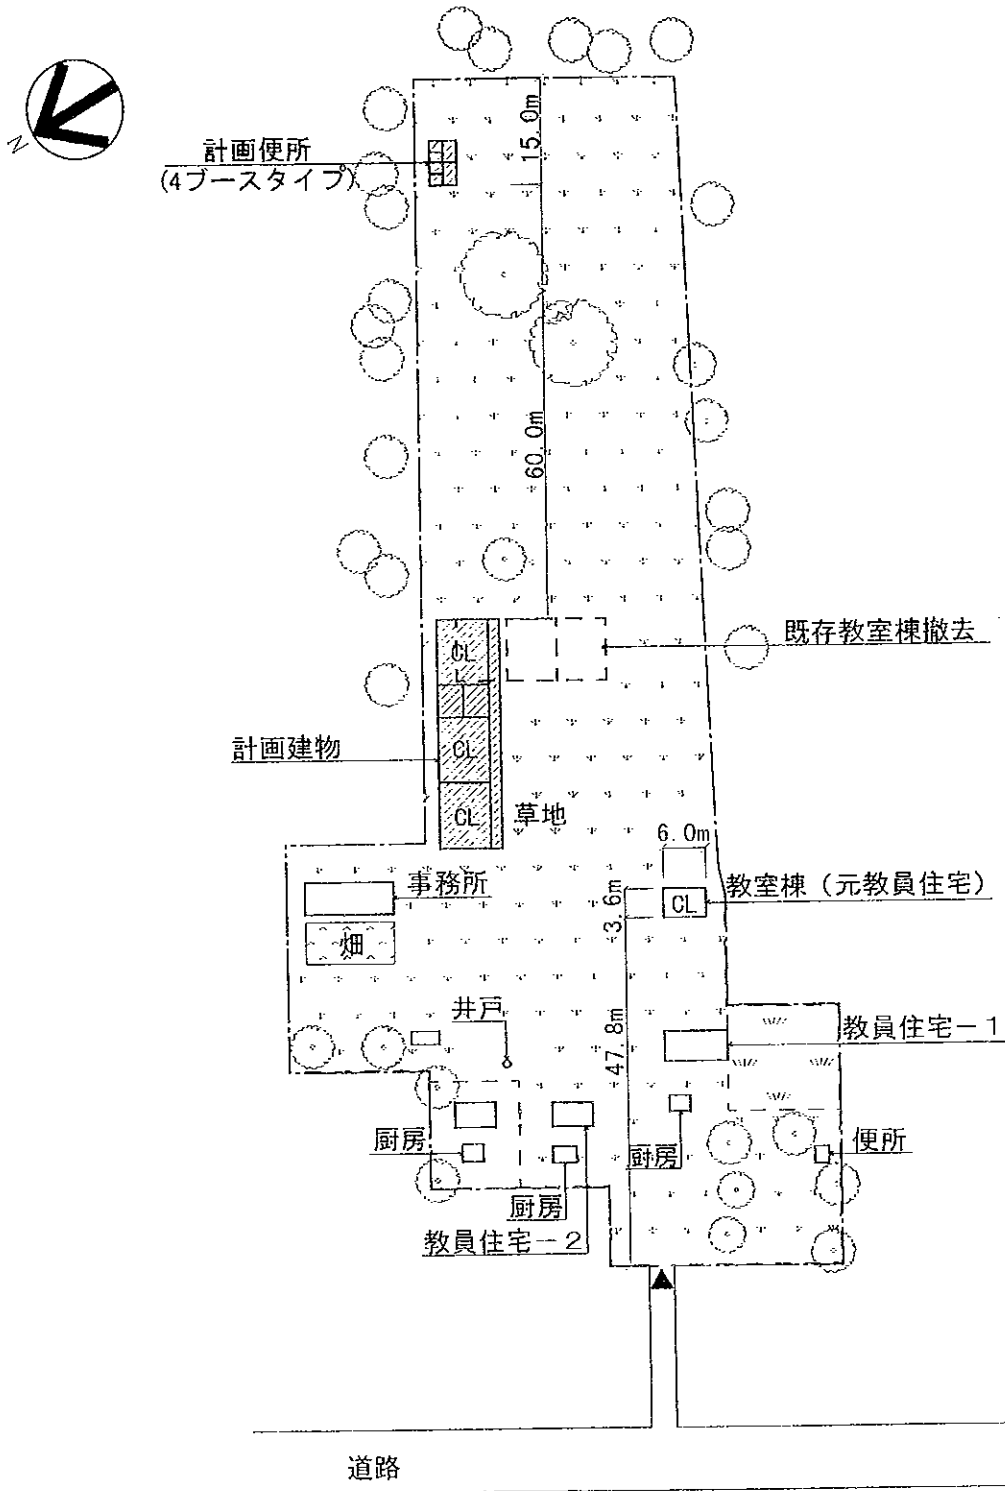 N
計画便所
(4ブースタイプ)
15.0m
60.0m
既存教室棟撤去
CL
計画建物
CL
CL
草地
6.0m
事務所
3.6m
CL
教室棟（元教員住宅）
畑
井戸
47.8m
教員住宅－1
厨房
厨房
便所
厨房
教員住宅－2
道路